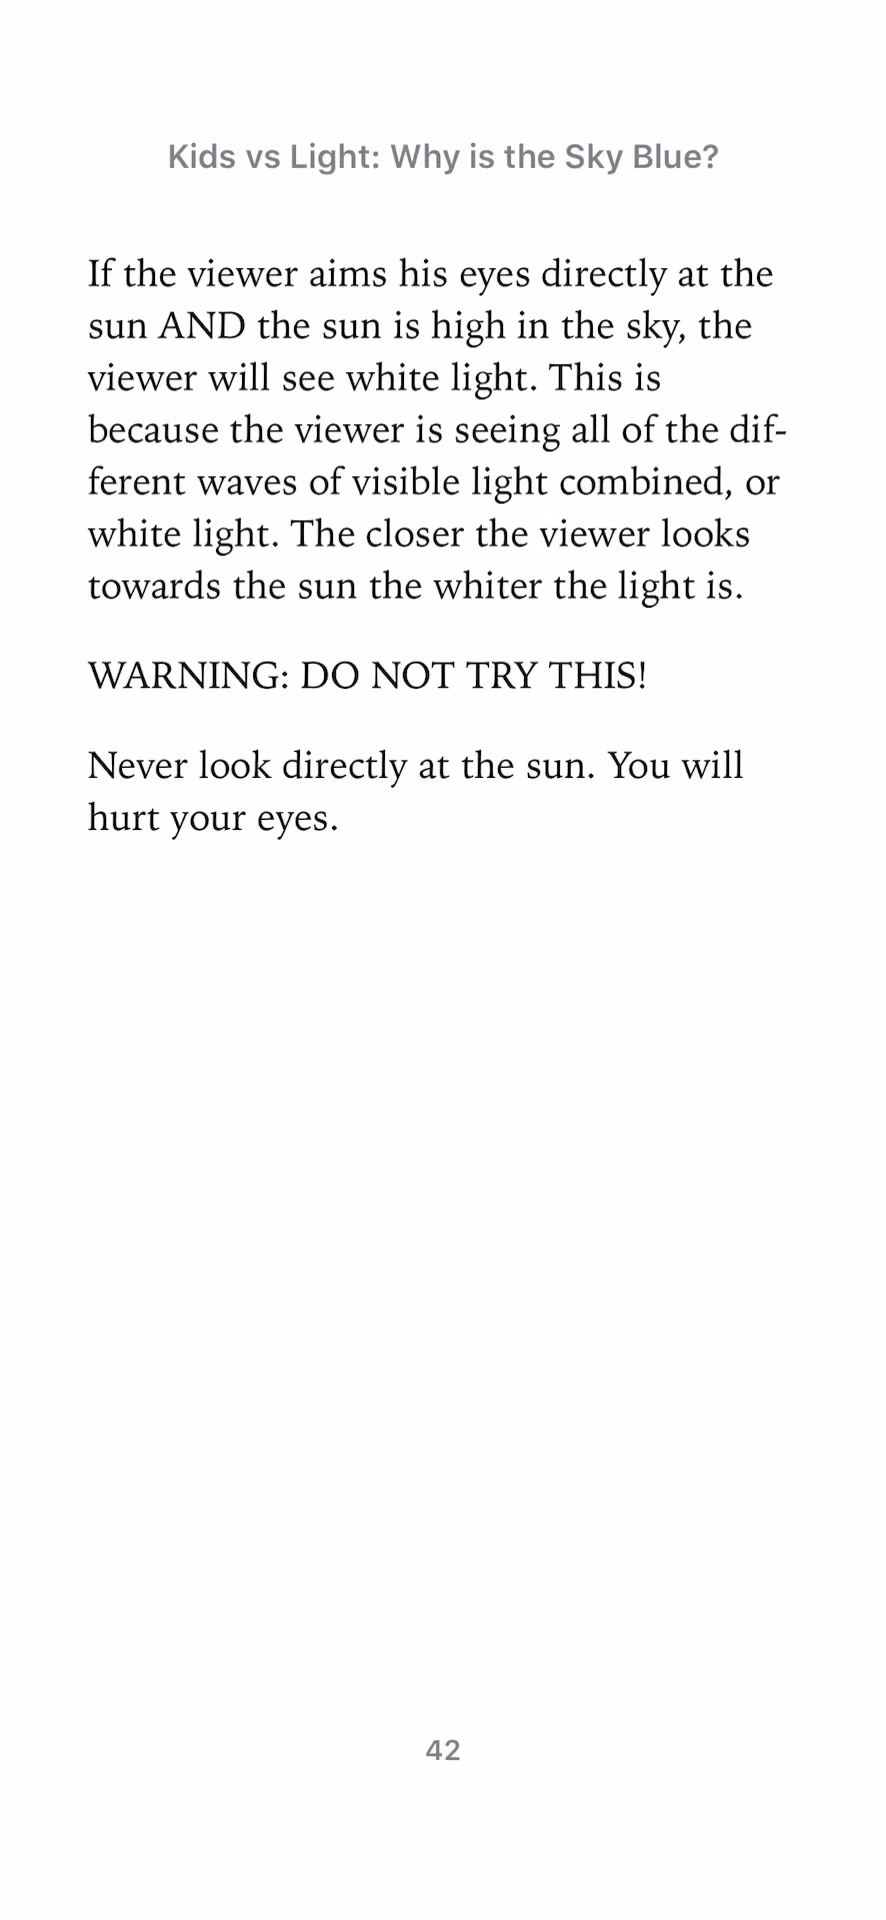 Kids vs Light: Why is the Sky Blue?
If the viewer aims his eyes directly at the
sun AND the sun is high in the sky, the
viewer will see white light. This is
because the viewer is seeing all of the dif-
ferent waves of visible light combined, or
white light. The closer the viewer looks
towards the sun the whiter the light is.
WARNING: DO NOT TRY THIS!
Never look directly at the sun. You will
hurt your eyes.
42